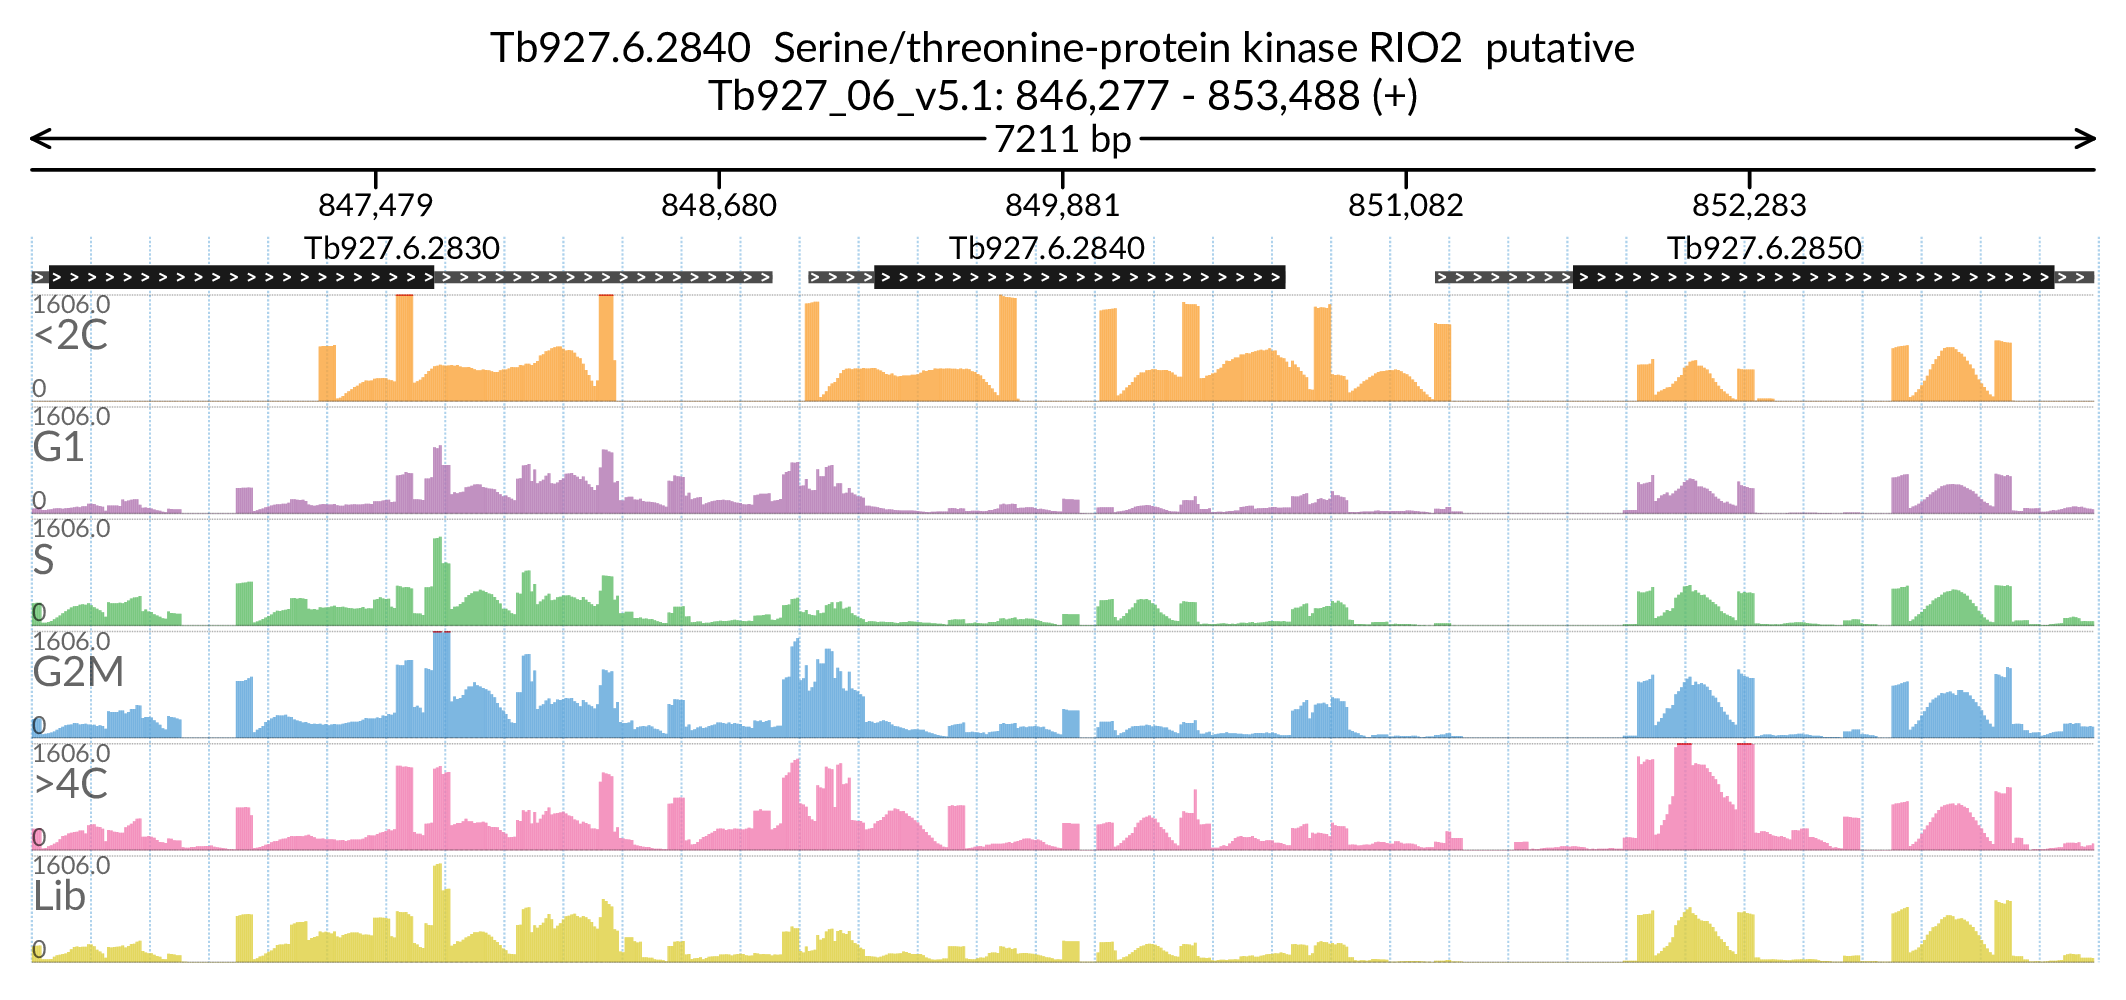 Tb927.6.2840  Serine/threonine-protein kinase RIO2  putative
Tb927_06_v5.1: 846,277 - 853,488 (+)
7211 bp
847,479 848,680 849,881 851,082 852,283
Tb927.6.2830 Tb927.6.2840 Tb927.6.2850
1606.0
<2C
0
1606.0
G1
0
1606.0
S
0
1606.0
G2M
0
1606.0
>4C
0
1606.0
Lib
0